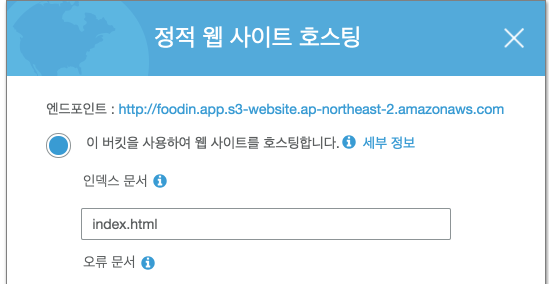 정적 웹 사이트 호스팅
엔드포인트 : http://foodin.app.s3-website.ap-northeast-2.amazonaws.com
이 버킷을 사용하여 웹 사이트를 호스팅합니다. 세부 정보
인덱스 문서
index.html
오류 문서